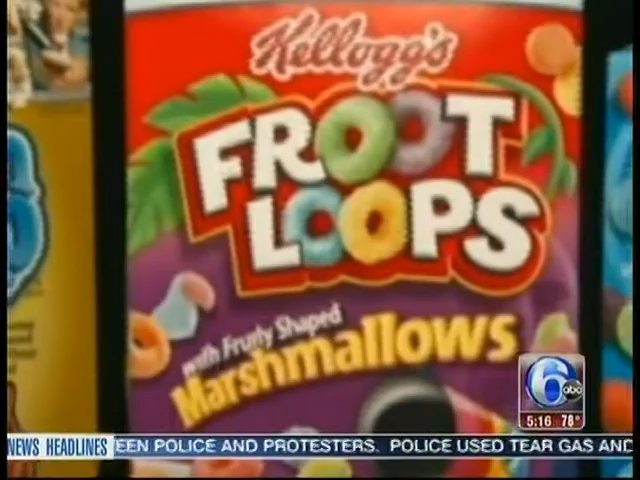 Kellogg's
FROOT
LOOPS
with Fruity Shaped
Marshmallows
6 abc
5:16 78°
NEWS HEADLINES EEN POLICE AND PROTESTERS. POLICE USED TEAR GAS AND